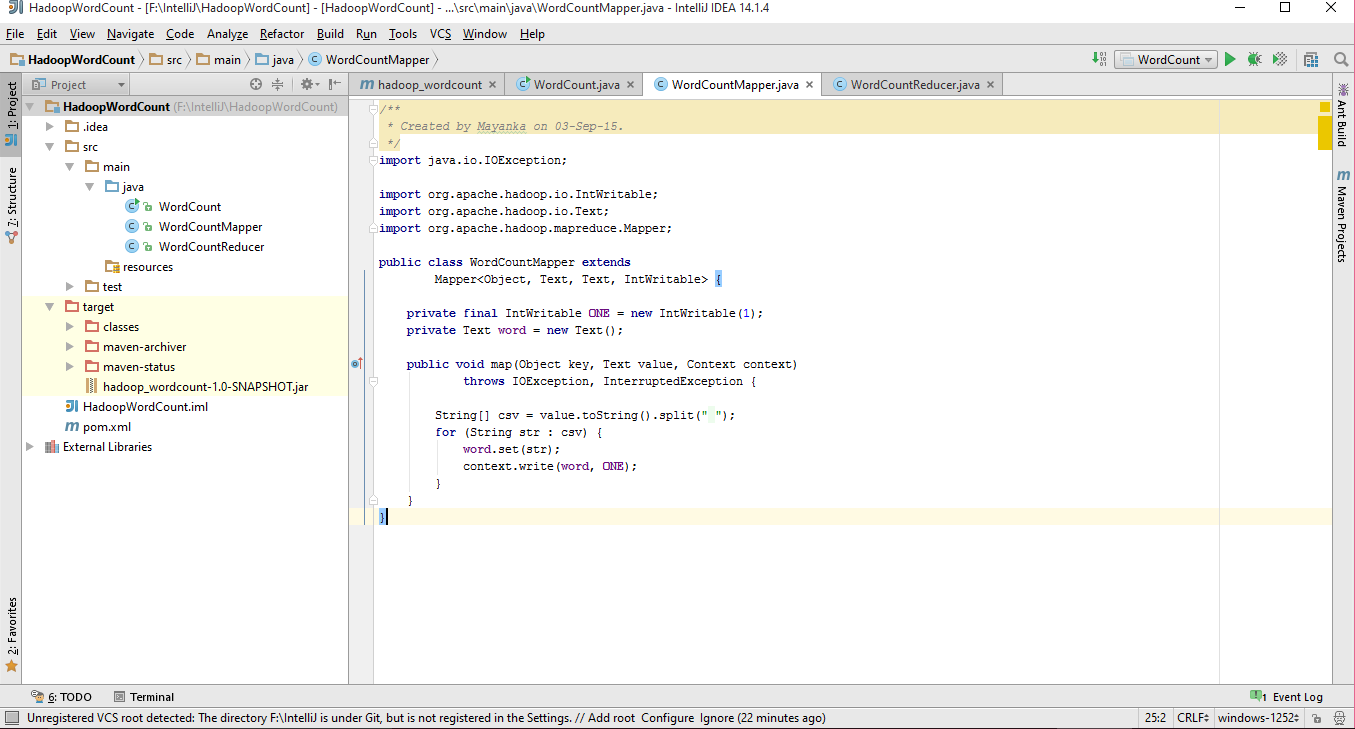 HadoopWordCount - [F:\IntelliJ\HadoopWordCount] - [HadoopWordCount] - ...\src\main\java\WordCountMapper.java - IntelliJ IDEA 14.1.4
File Edit View Navigate Code Analyze Refactor Build Run Tools VCS Window Help
HadoopWordCount src main java WordCountMapper WordCount
1: Project
7: Structure
2: Favorites
Project
HadoopWordCount (F:\IntelliJ\HadoopWordCount)
.idea
src
main
java
WordCount
WordCountMapper
WordCountReducer
resources
test
target
classes
maven-archiver
maven-status
hadoop_wordcount-1.0-SNAPSHOT.jar
HadoopWordCount.iml
pom.xml
External Libraries
hadoop_wordcount WordCount.java WordCountMapper.java WordCountReducer.java
/**
* Created by Mayanka on 03-Sep-15.
*/
import java.io.IOException;
import org.apache.hadoop.io.IntWritable;
import org.apache.hadoop.io.Text;
import org.apache.hadoop.mapreduce.Mapper;
public class WordCountMapper extends
Mapper<Object, Text, Text, IntWritable> {
private final IntWritable ONE = new IntWritable(1);
private Text word = new Text();
public void map(Object key, Text value, Context context)
throws IOException, InterruptedException {
String[] csv = value.toString().split(" ");
for (String str : csv) {
word.set(str);
context.write(word, ONE);
}
}
}
Ant Build
Maven Projects
6: TODO Terminal 1 Event Log
Unregistered VCS root detected: The directory F:\IntelliJ is under Git, but is not registered in the Settings. // Add root Configure Ignore (22 minutes ago) 25:2 CRLF windows-1252